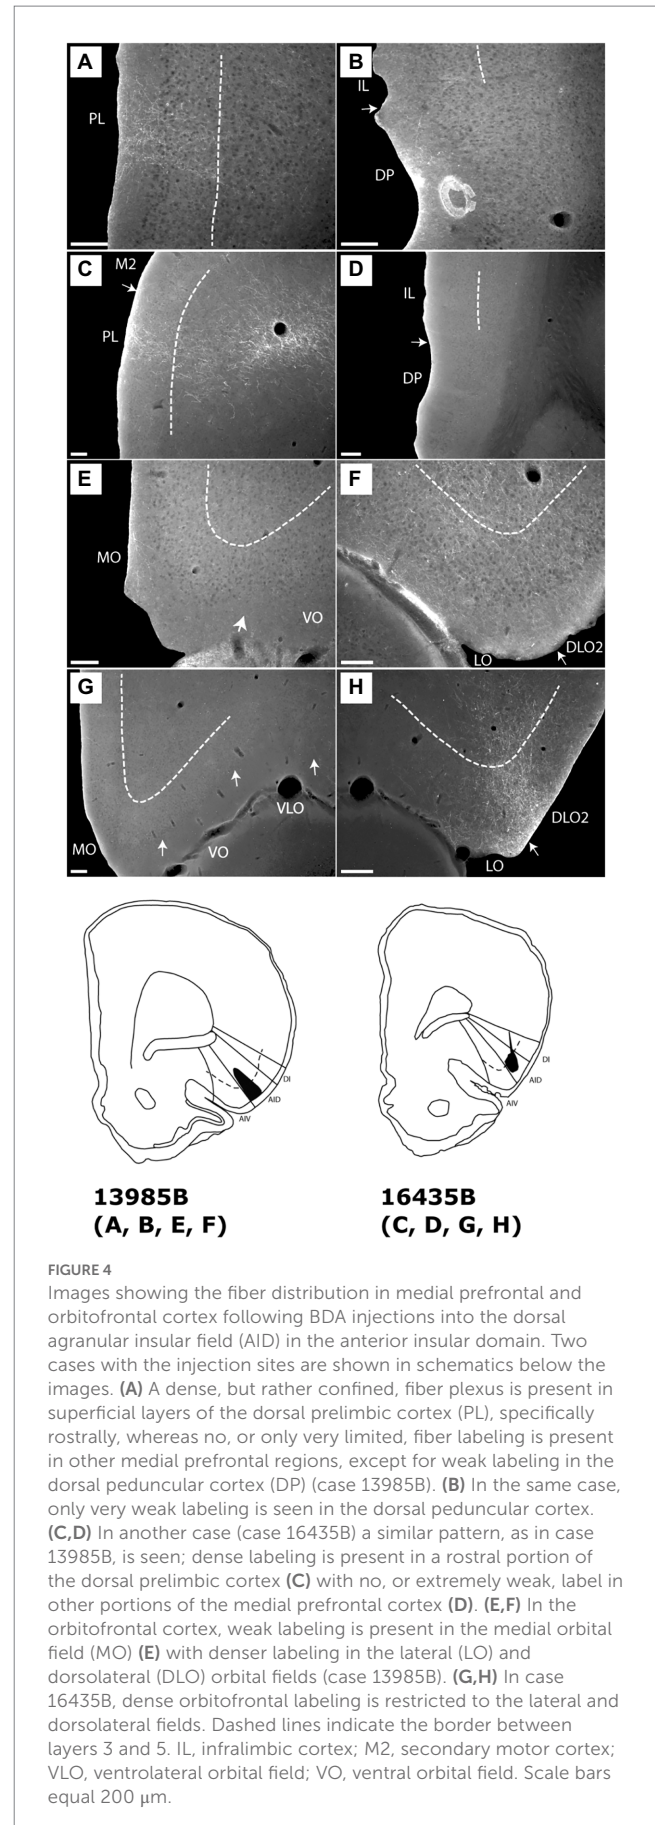 A
PL
B
IL
DP
C
M2
PL
D
IL
DP
E
MO
VO
F
LO
DLO2
G
MO
VO
VLO
H
LO
DLO2
DI
AID
AIV
DI
AID
AIV
13985B
(A, B, E, F)
16435B
(C, D, G, H)
FIGURE 4
Images showing the fiber distribution in medial prefrontal and
orbitofrontal cortex following BDA injections into the dorsal
agranular insular field (AID) in the anterior insular domain. Two
cases with the injection sites are shown in schematics below the
images. (A) A dense, but rather confined, fiber plexus is present in
superficial layers of the dorsal prelimbic cortex (PL), specifically
rostrally, whereas no, or only very limited, fiber labeling is present
in other medial prefrontal regions, except for weak labeling in the
dorsal peduncular cortex (DP) (case 13985B). (B) In the same case,
only very weak labeling is seen in the dorsal peduncular cortex.
(C,D) In another case (case 16435B) a similar pattern, as in case
13985B, is seen; dense labeling is present in a rostral portion of
the dorsal prelimbic cortex (C) with no, or extremely weak, label in
other portions of the medial prefrontal cortex (D). (E,F) In the
orbitofrontal cortex, weak labeling is present in the medial orbital
field (MO) (E) with denser labeling in the lateral (LO) and
dorsolateral (DLO) orbital fields (case 13985B). (G,H) In case
16435B, dense orbitofrontal labeling is restricted to the lateral and
dorsolateral fields. Dashed lines indicate the border between
layers 3 and 5. IL, infralimbic cortex; M2, secondary motor cortex;
VLO, ventrolateral orbital field; VO, ventral orbital field. Scale bars
equal 200 μm.